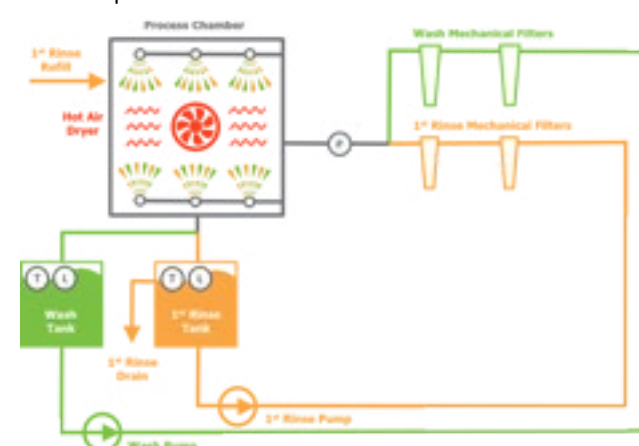 Process Chamber
Wash Mechanical Filters
1st Rinse
Refill
Hot Air
Dryer
P
1st Rinse Mechanical Filters
T L
T L
Wash
Tank
1st Rinse
Tank
1st Rinse
Drain
1st Rinse Pump
Wash Pump